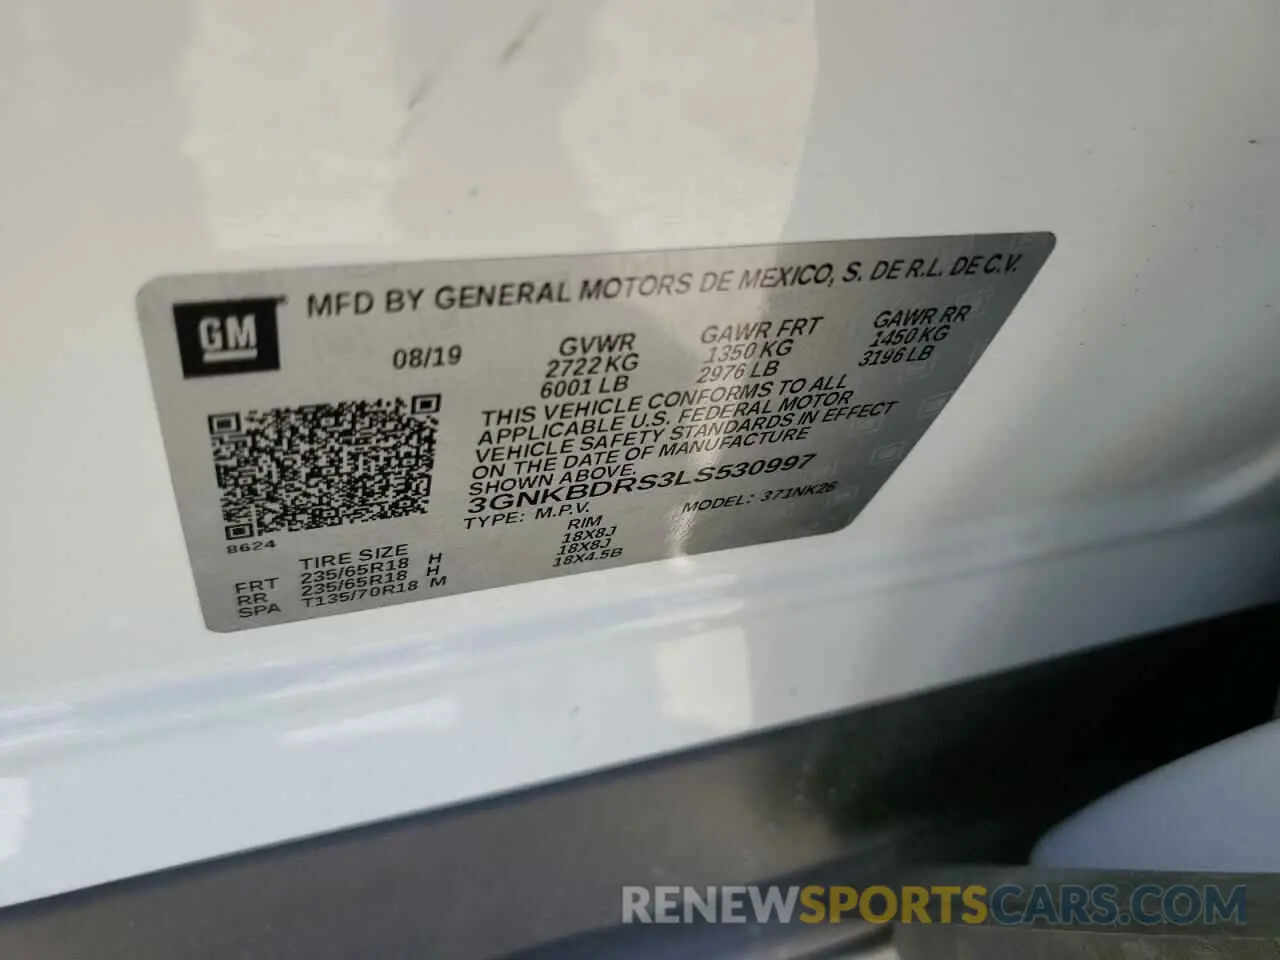 GM
MFD BY GENERAL MOTORS DE MEXICO, S. DE R.L. DE C.V.
08/19
GVWR
2722 KG
6001 LB
GAWR FRT
1350 KG
2976 LB
GAWR RR
1450 KG
3196 LB
THIS VEHICLE CONFORMS TO ALL
APPLICABLE U.S. FEDERAL MOTOR
VEHICLE SAFETY STANDARDS IN EFFECT
ON THE DATE OF MANUFACTURE
SHOWN ABOVE.
3GNKBDRS3LS530997
TYPE: M.P.V.
MODEL: 371NK26
8624
TIRE SIZE
RIM
FRT 235/65R18 H 18X8J
RR 235/65R18 H 18X8J
SPA T135/70R18 M 18X4.5B
RENEWSPORTSCARS.COM